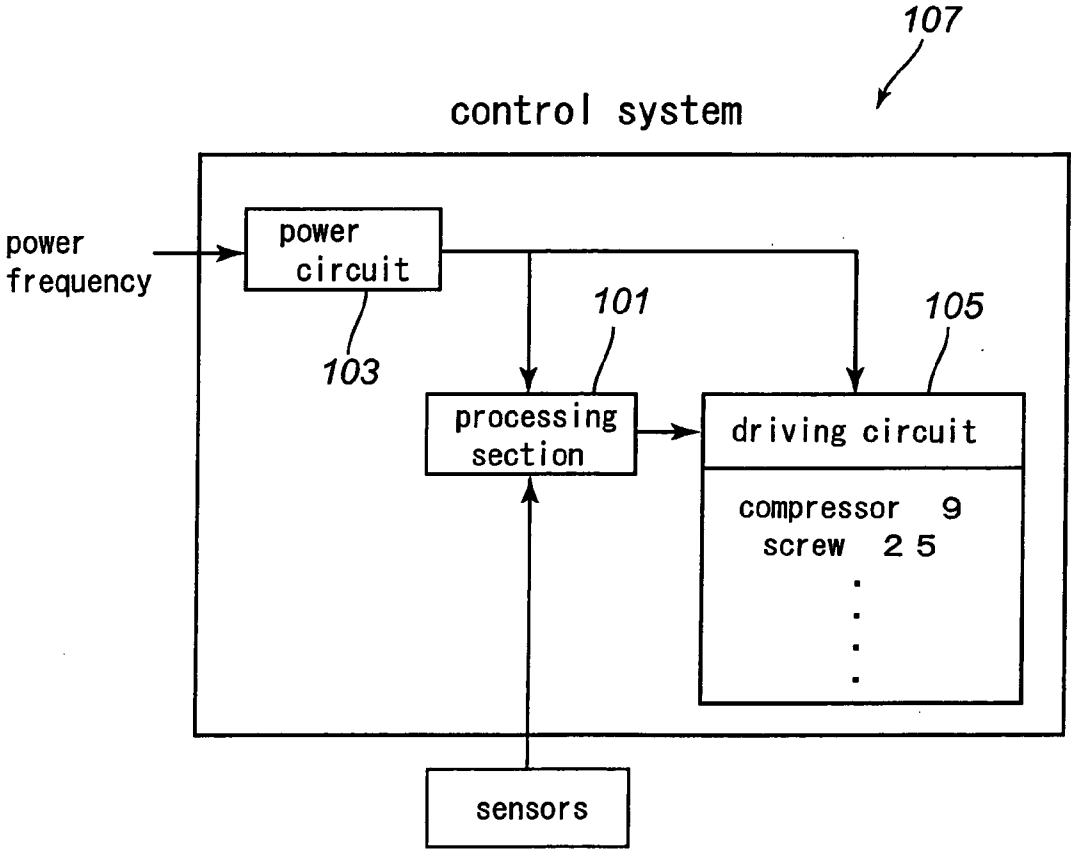 107
control system
power
frequency
power
circuit
103
101
105
processing
section
driving circuit
compressor 9
screw 25
sensors